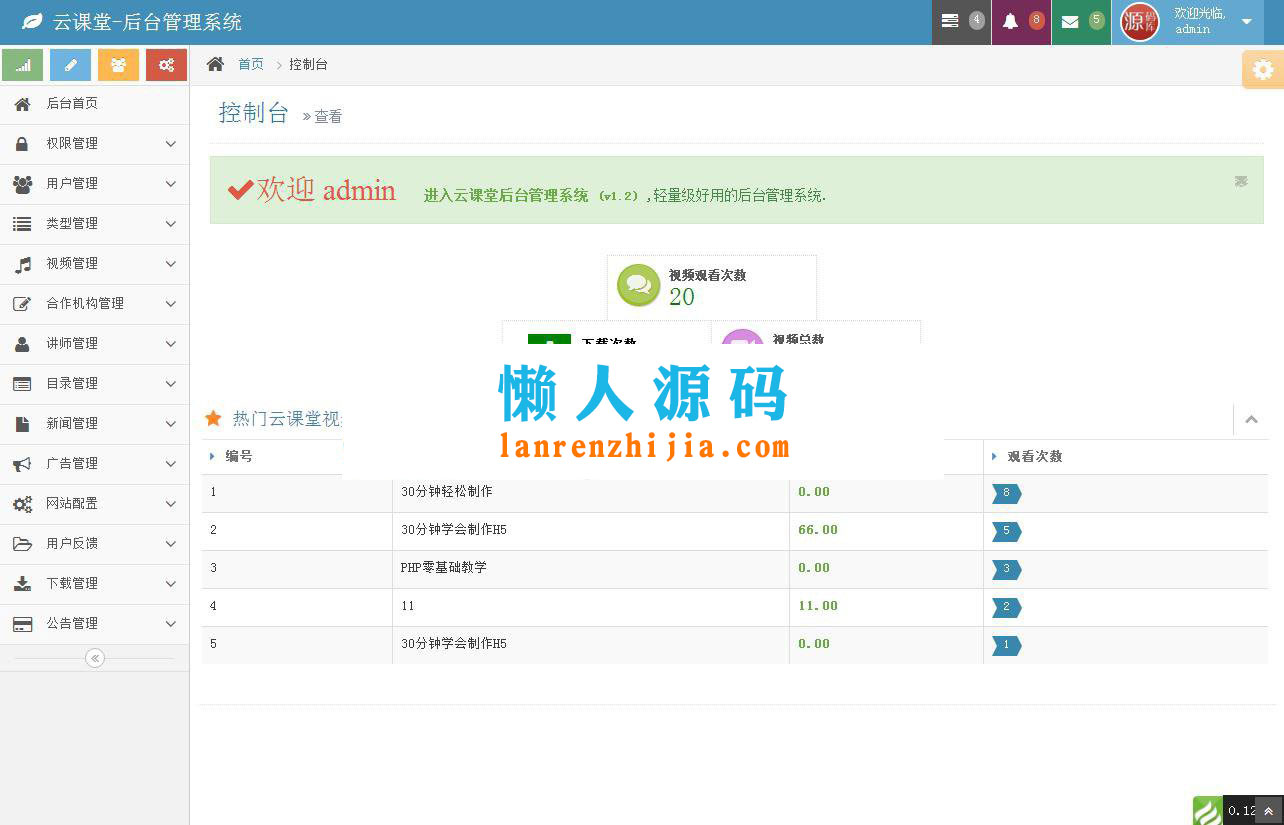 云课堂-后台管理系统
4
8
5
源码库
欢迎光临,
admin
首页
控制台
后台首页
权限管理
用户管理
类型管理
视频管理
合作机构管理
讲师管理
目录管理
新闻管理
广告管理
网站配置
用户反馈
下载管理
公告管理
控制台 » 查看
欢迎 admin 进入云课堂后台管理系统 (v1.2) ,轻量级好用的后台管理系统.
视频观看次数
20
下载次数
视频总数
懒人源码
lanrenzhijia.com
热门云课堂视
编号 观看次数
1 30分钟轻松制作 0.00 8
2 30分钟学会制作H5 66.00 5
3 PHP零基础教学 0.00 3
4 11 11.00 2
5 30分钟学会制作H5 0.00 1
0.12